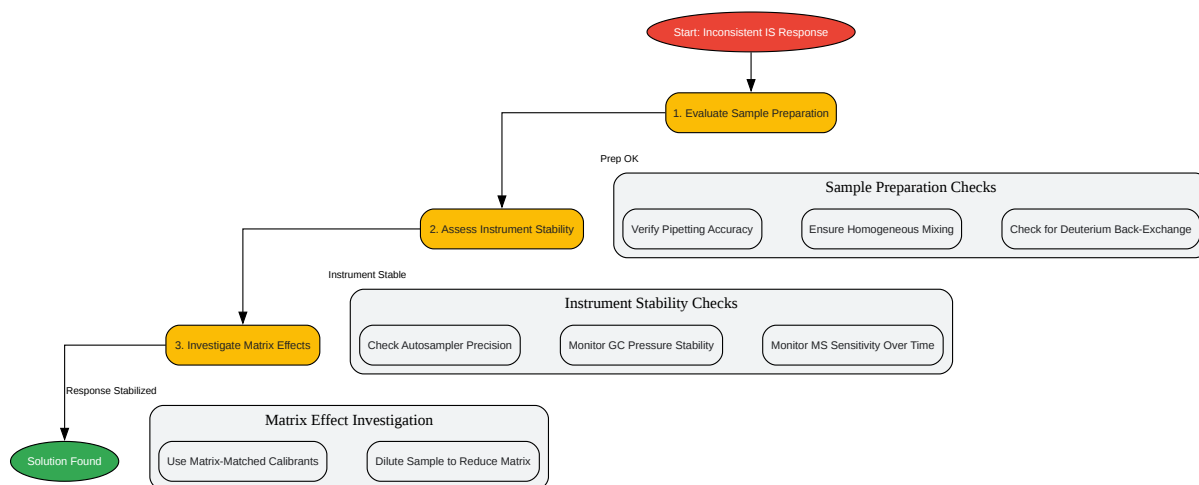 Start: Inconsistent IS Response
1. Evaluate Sample Preparation
Prep OK
Sample Preparation Checks
Verify Pipetting Accuracy
Ensure Homogeneous Mixing
Check for Deuterium Back-Exchange
2. Assess Instrument Stability
Instrument Stable
Instrument Stability Checks
Check Autosampler Precision
Monitor GC Pressure Stability
Monitor MS Sensitivity Over Time
3. Investigate Matrix Effects
Response Stabilized
Matrix Effect Investigation
Use Matrix-Matched Calibrants
Dilute Sample to Reduce Matrix
Solution Found